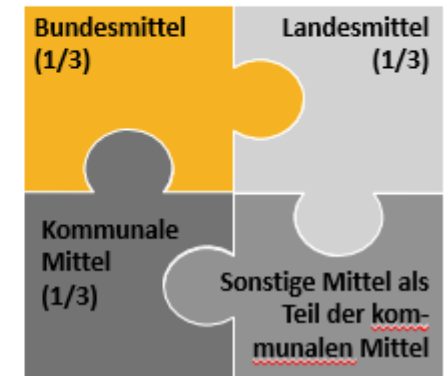 Bundesmittel
(1/3)
Landesmittel
(1/3)
Kommunale
Mittel
(1/3)
Sonstige Mittel als
Teil der kom-
munalen Mittel